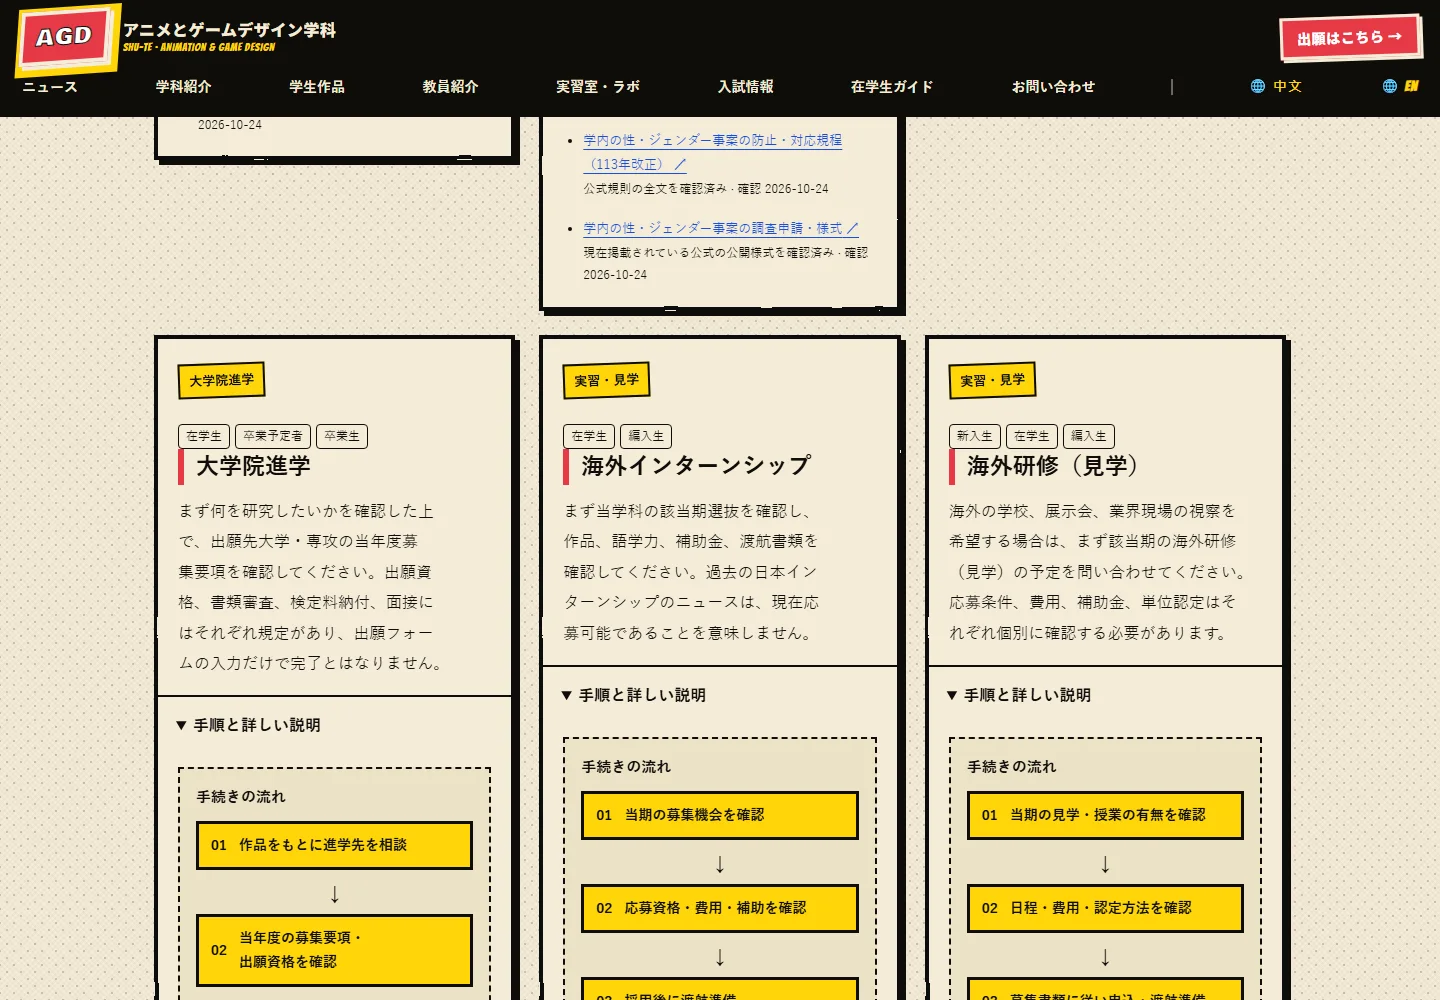 AGD
アニメとゲームデザイン学科
SHU-TE · ANIMATION & GAME DESIGN
出願はこちら →
ニュース
学科紹介
学生作品
教員紹介
実習室・ラボ
入試情報
在学生ガイド
お問い合わせ
中文
EN
2026-10-24
学内の性・ジェンダー事案の防止・対応規程
（113年改正） ／
公式規則の全文を確認済み · 確認 2026-10-24
学内の性・ジェンダー事案の調査申請・様式 ／
現在掲載されている公式の公開様式を確認済み · 確認
2026-10-24
大学院進学
在学生 卒業予定者 卒業生
大学院進学
まず何を研究したいかを確認した上
で、出願先大学・専攻の当年度募
集要項を確認してください。出願資
格、書類審査、検定料納付、面接に
はそれぞれ規定があり、出願フォー
ムの入力だけで完了とはなりません。
▼ 手順と詳しい説明
手続きの流れ
01 作品をもとに進学先を相談
↓
02 当年度の募集要項・
出願資格を確認
実習・見学
在学生 編入生
海外インターンシップ
まず当学科の該当期選抜を確認し、
作品、語学力、補助金、渡航書類を
確認してください。過去の日本イン
ターンシップのニュースは、現在応
募可能であることを意味しません。
▼ 手順と詳しい説明
手続きの流れ
01 当期の募集機会を確認
↓
02 応募資格・費用・補助を確認
↓
03 採用後に渡航準備
実習・見学
新入生 在学生 編入生
海外研修（見学）
海外の学校、展示会、業界現場の視察を
希望する場合は、まず該当期の海外研修
（見学）の予定を問い合わせてください。
応募条件、費用、補助金、単位認定はそ
れぞれ個別に確認する必要があります。
▼ 手順と詳しい説明
手続きの流れ
01 当期の見学・授業の有無を確認
↓
02 日程・費用・認定方法を確認
↓
03 募集書類に従い申込・渡航準備